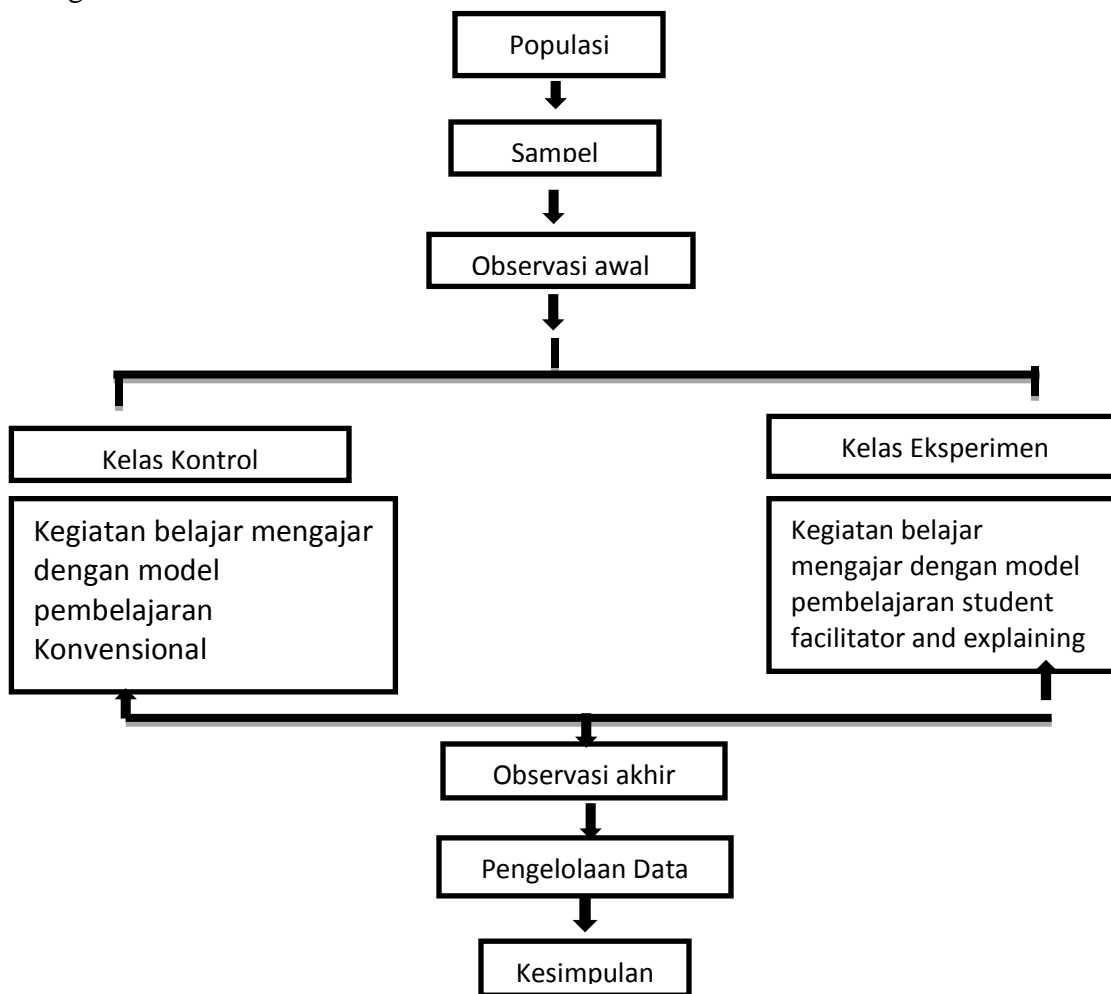 Populasi
Sampel
Observasi awal
Kelas Kontrol
Kelas Eksperimen
Kegiatan belajar mengajar
dengan model
pembelajaran
Konvensional
Kegiatan belajar
mengajar dengan model
pembelajaran student
facilitator and explaining
Observasi akhir
Pengelolaan Data
Kesimpulan